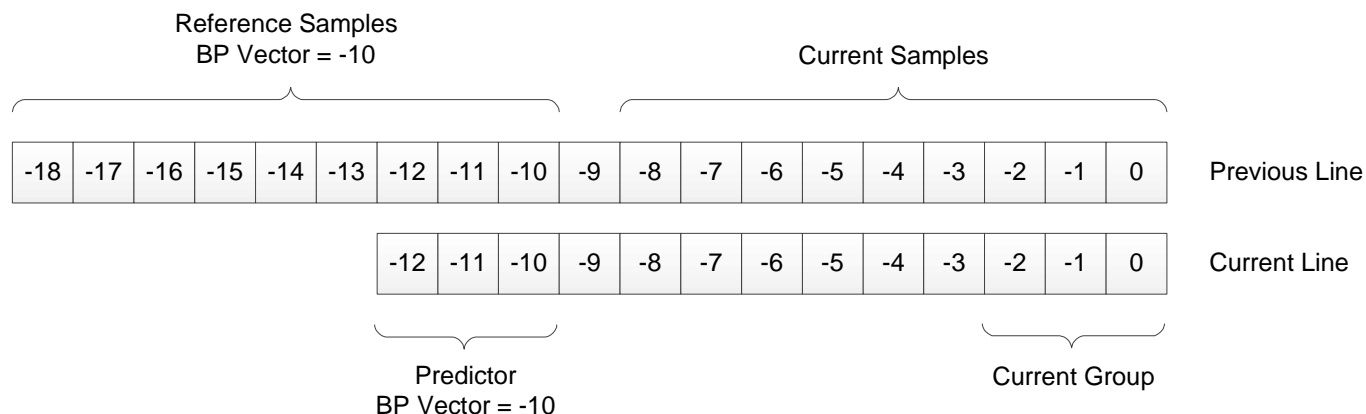 Reference Samples
BP Vector = -10
Current Samples
-18 -17 -16 -15 -14 -13 -12 -11 -10 -9 -8 -7 -6 -5 -4 -3 -2 -1 0 Previous Line
-12 -11 -10 -9 -8 -7 -6 -5 -4 -3 -2 -1 0 Current Line
Predictor
BP Vector = -10
Current Group